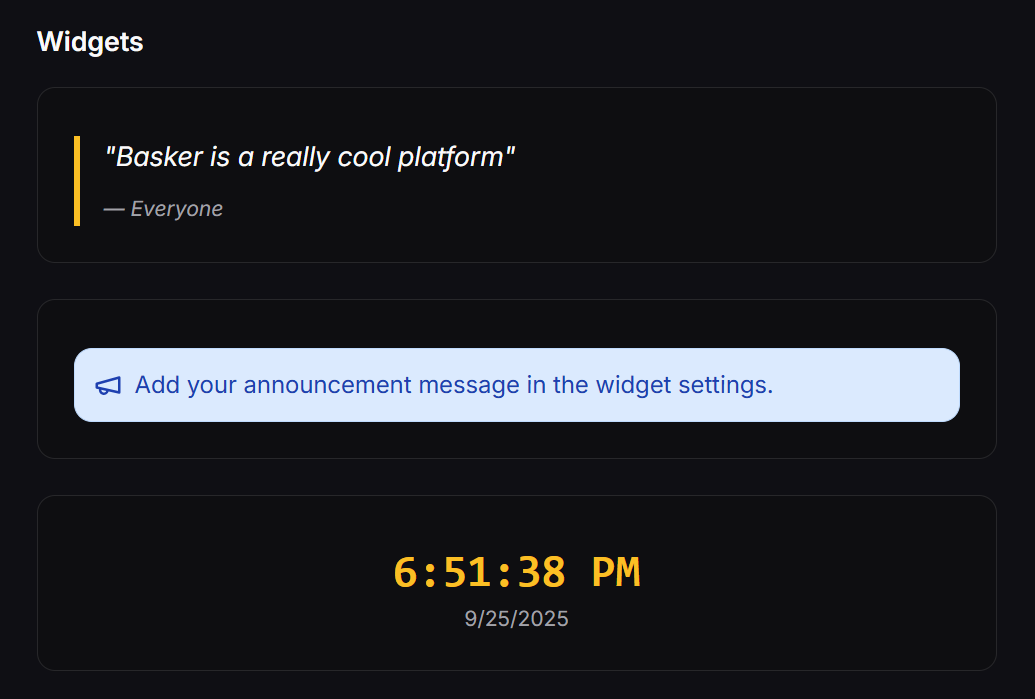 Widgets
"Basker is a really cool platform"
— Everyone
Add your announcement message in the widget settings.
6:51:38 PM
9/25/2025